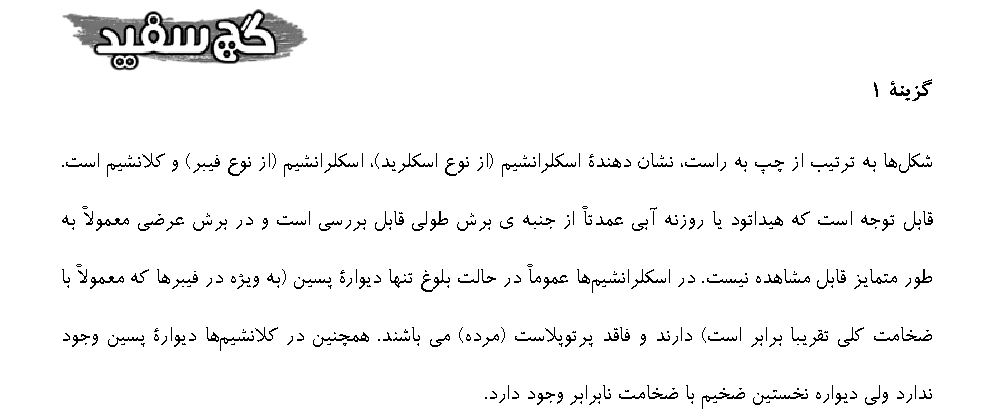 گچ سفید
گزینهٔ ۱
شکل‌ها به ترتیب از چپ به راست، نشان دهندهٔ اسکلرانشیم (از نوع اسکلرید)، اسکلرانشیم (از نوع فیبر) و کلانشیم است.
قابل توجه است که هیداتود یا روزنه آبی عمدتاً از جنبه ی برش طولی قابل بررسی است و در برش عرضی معمولاً به
طور متمایز قابل مشاهده نیست. در اسکلرانشیم‌ها عموماً در حالت بلوغ تنها دیوارهٔ پسین (به ویژه در فیبرها که معمولاً با
ضخامت کلی تقریبا برابر است) دارند و فاقد پرتوپلاست (مرده) می باشند. همچنین در کلانشیم‌ها دیوارهٔ پسین وجود
ندارد ولی دیواره نخستین ضخیم با ضخامت نابرابر وجود دارد.